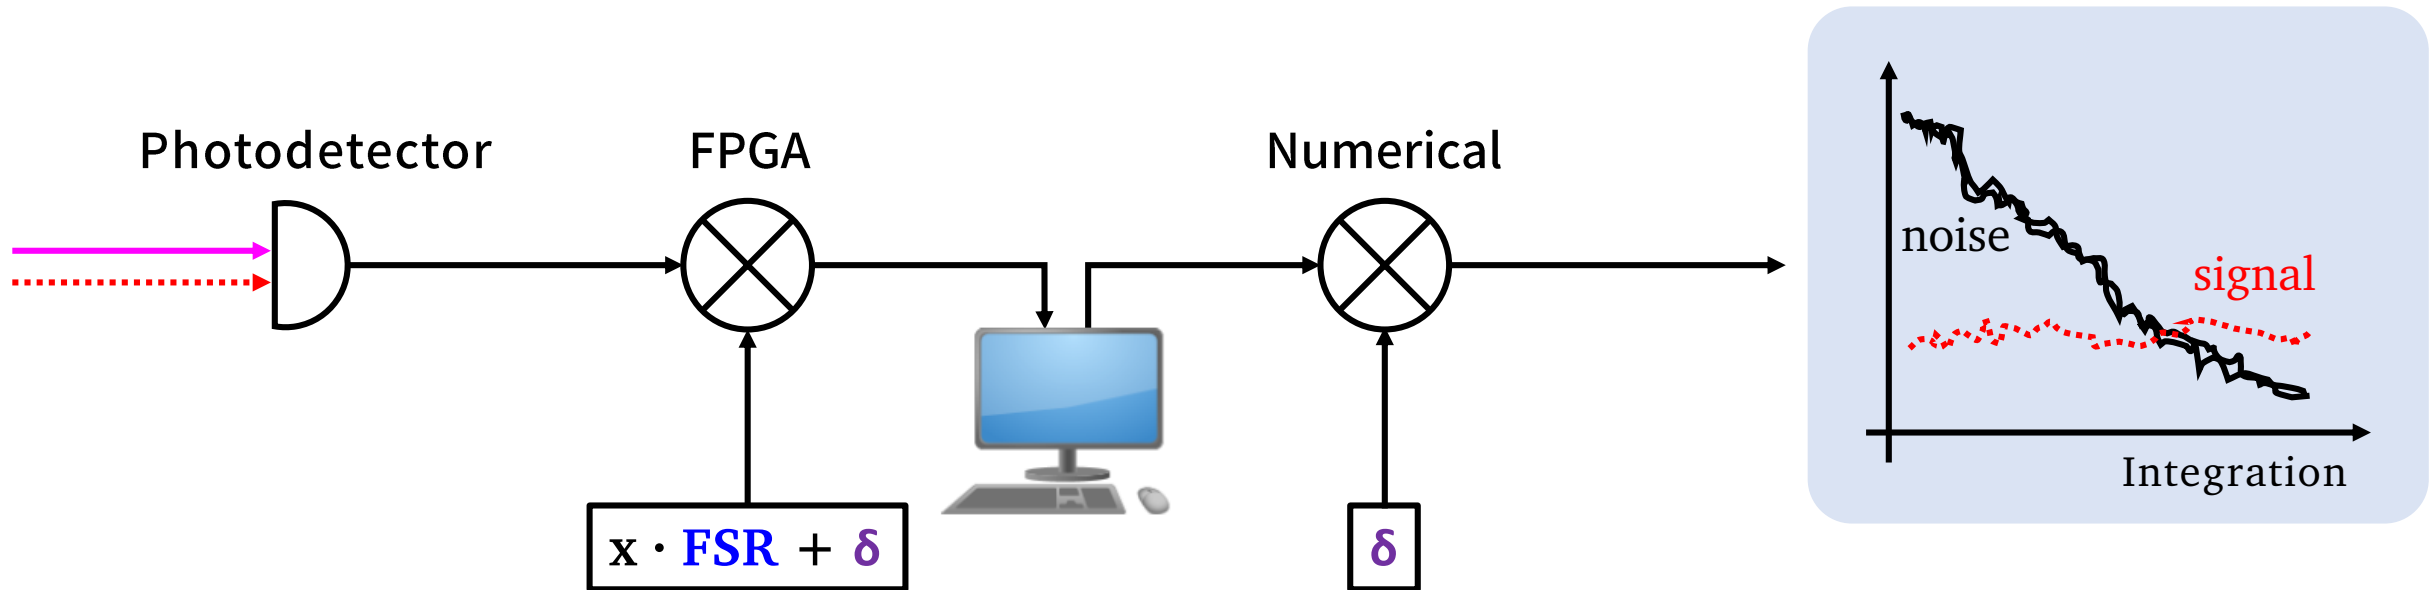 Photodetector
FPGA
Numerical
noise
signal
Integration
x · FSR + δ
δ